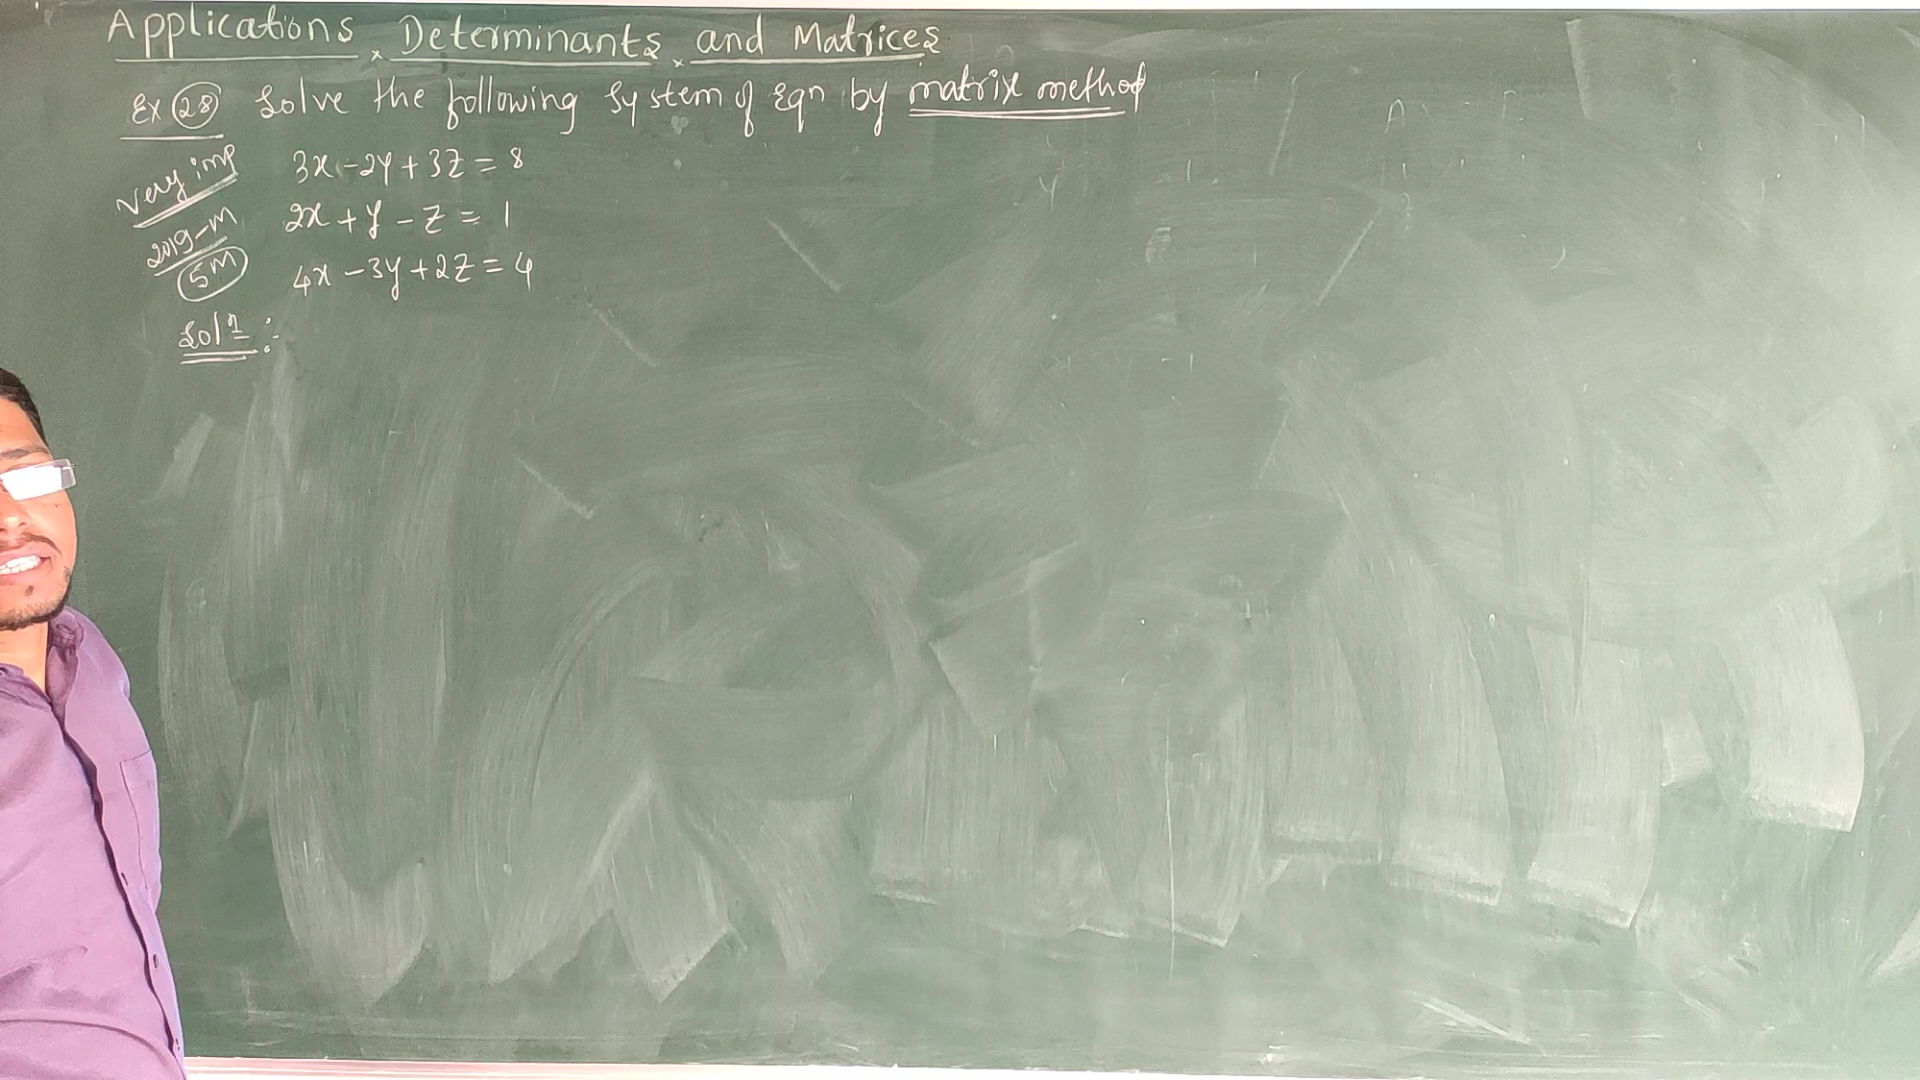 Applications Determinants and Matrices
Ex 28 Solve the following System of Eqn by matrix method
Very imp
2019-M
5M
3x-2y+3z=8
2x+y-z=1
4x-3y+2z=4
Soln:-